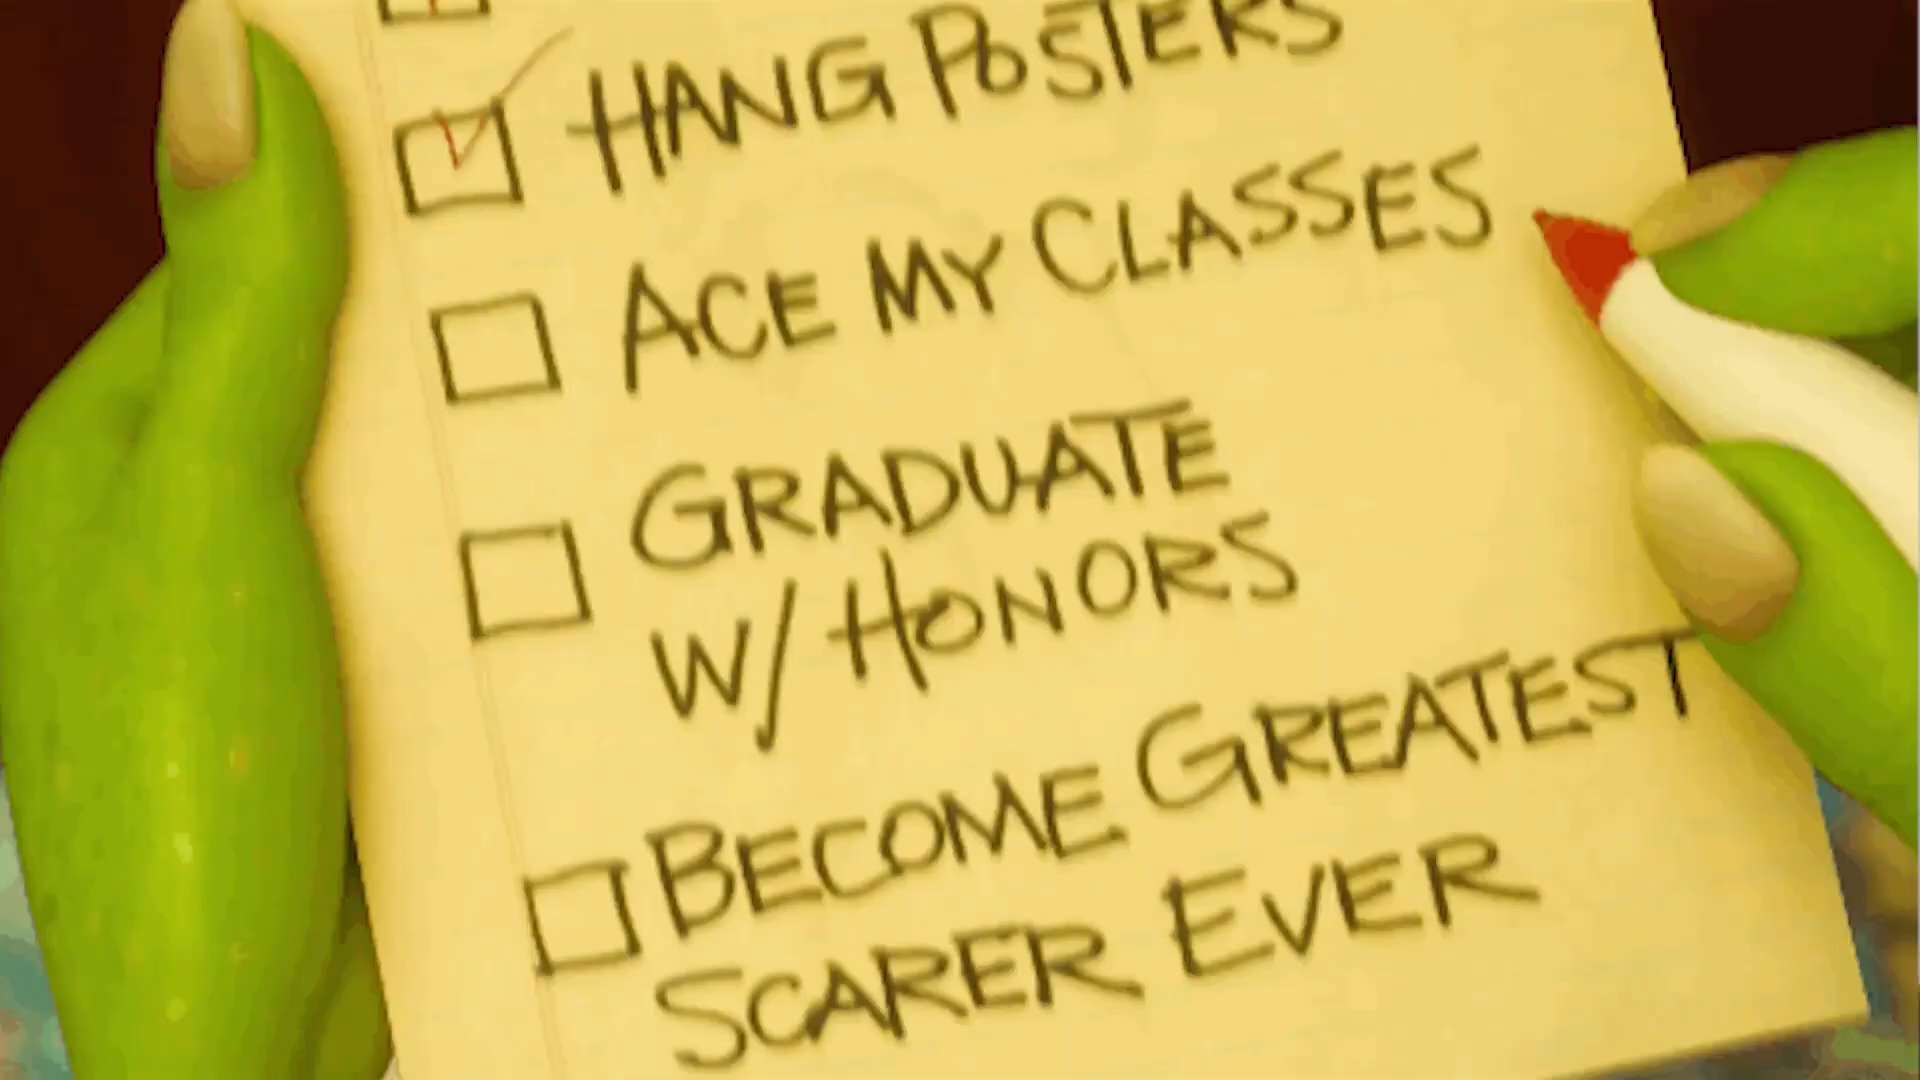 HANG POSTERS
ACE MY CLASSES
GRADUATE
W/ HONORS
BECOME GREATEST
SCARER EVER